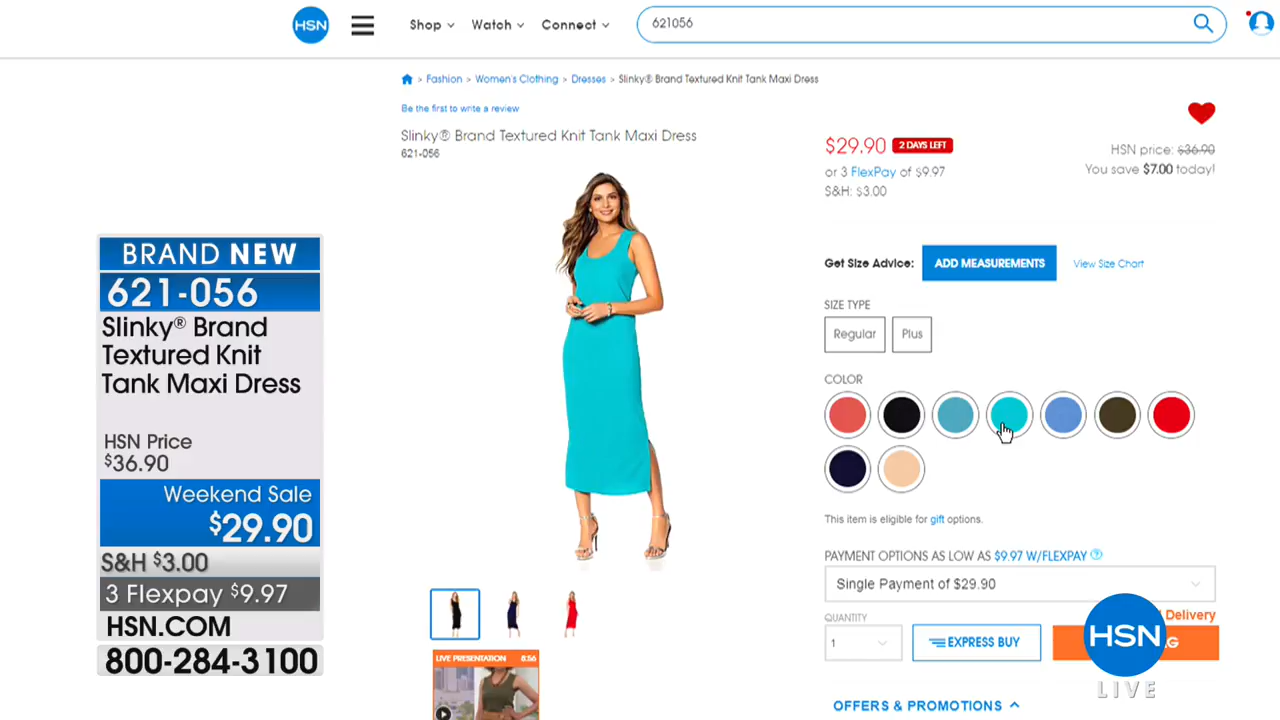 HSN
Shop
Watch
Connect
621056
> Fashion > Women's Clothing > Dresses > Slinky® Brand Textured Knit Tank Maxi Dress
Be the first to write a review
Slinky® Brand Textured Knit Tank Maxi Dress
621-056
$29.90 2 DAYS LEFT
HSN price: $36.90
or 3 FlexPay of $9.97
You save $7.00 today!
S&H: $3.00
Get Size Advice: ADD MEASUREMENTS View Size Chart
SIZE TYPE
Regular Plus
COLOR
This item is eligible for gift options.
PAYMENT OPTIONS AS LOW AS $9.97 W/FLEXPAY ?
Single Payment of $29.90
Delivery
QUANTITY
1
EXPRESS BUY
OFFERS & PROMOTIONS
LIVE PRESENTATION 8:56
BRAND NEW
621-056
Slinky® Brand
Textured Knit
Tank Maxi Dress
HSN Price
$36.90
Weekend Sale
$29.90
S&H $3.00
3 Flexpay $9.97
HSN.COM
800-284-3100
HSN
LIVE